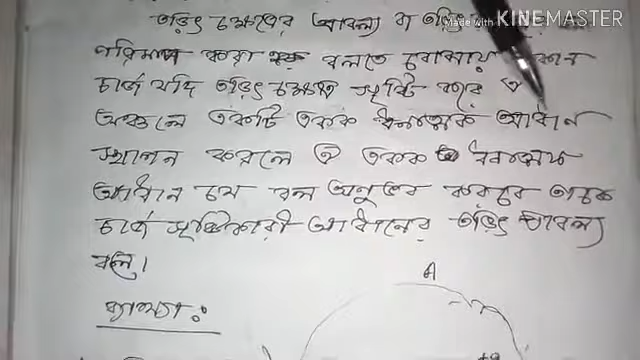 Made with KINEMASTER
তড়িৎ ক্ষেত্রের প্রাবল্য বা তড়িৎ
পরিমাপ করা বলতে বোঝায় কোন
চার্জ যদি তড়িৎ ক্ষেত্র সৃষ্টি করে ঐ
অঞ্চলে একটি একক ধনাত্মক আধান
স্থাপন করলে ঐ একক ধনাত্মক
আধান যে বল অনুভব করবে তাকে
চার্জ সৃষ্টিকারী আধানের তড়িৎ প্রাবল্য
বলে।
A
ব্যাখ্যা: